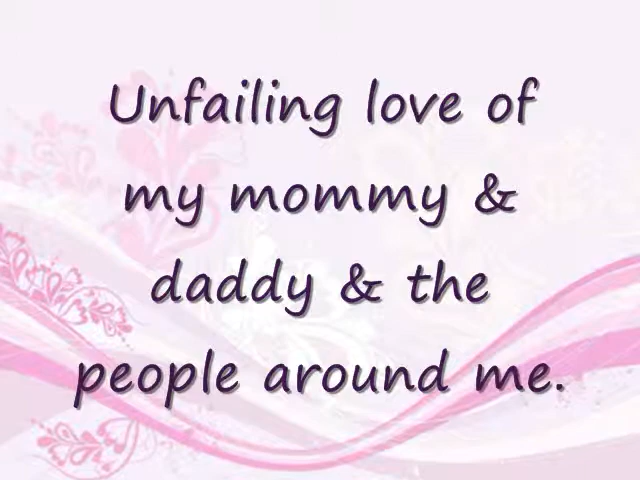 Unfailing love of
my mommy &
daddy & the
people around me.